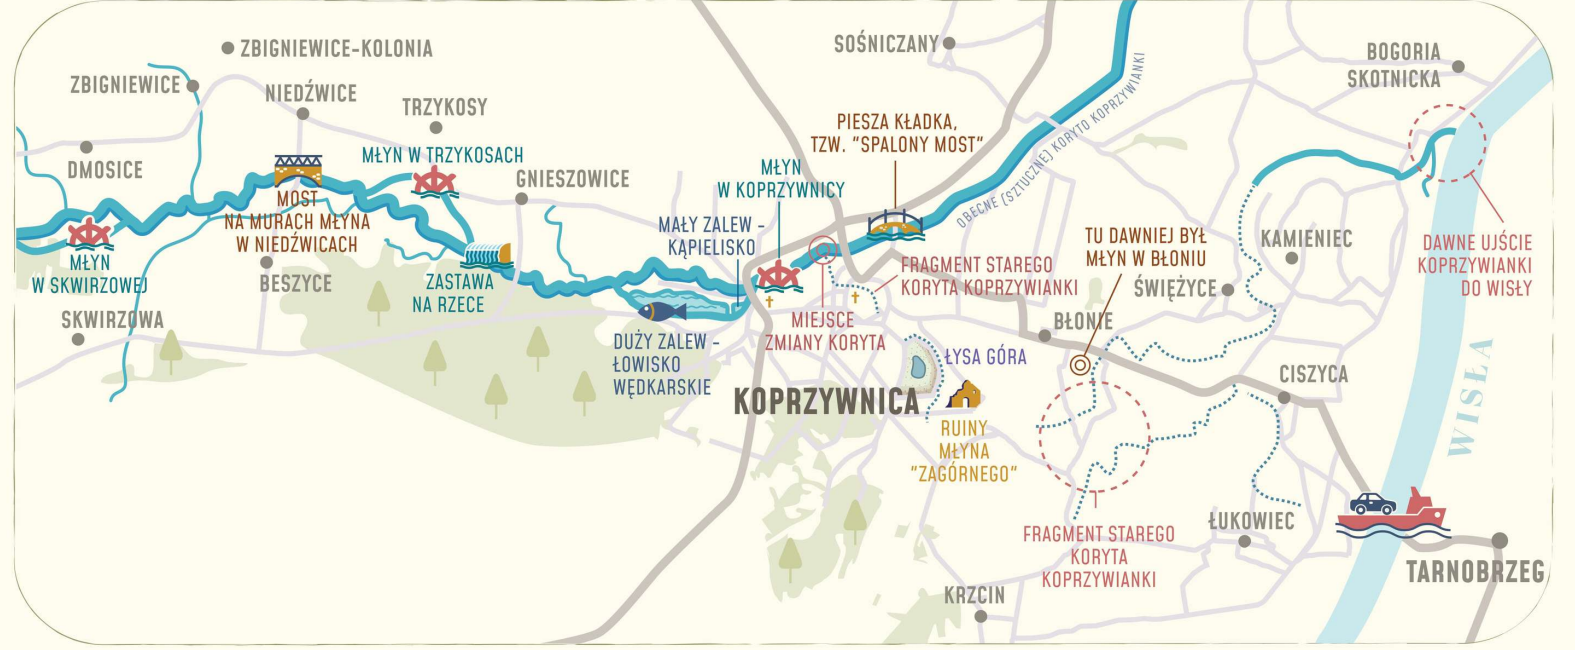 ZBIGNIEWICE-KOLONIA
ZBIGNIEWICE
NIEDŹWICE
TRZYKOSY
DMOSICE
MŁYN W TRZYKOSACH
GNIESZOWICE
MOST
NA MURACH MŁYNA
W NIEDŹWICACH
MŁYN
W SKWIRZOWEJ
BESZYCE
SKWIRZOWA
ZASTAWA
NA RZECE
MAŁY ZALEW -
KĄPIELISKO
DUŻY ZALEW -
ŁOWISKO
WĘDKARSKIE
MŁYN
W KOPRZYWNICY
SOŚNICZANY
PIESZA KŁADKA,
TZW. "SPALONY MOST"
OBECNE (SZTUCZNE) KORYTO KOPRZYWIANKI
MIEJSCE
ZMIANY KORYTA
FRAGMENT STAREGO
KORYTA KOPRZYWIANKI
KOPRZYWNICA
ŁYSA GÓRA
RUINY
MŁYNA
"ZAGÓRNEGO"
TU DAWNIEJ BYŁ
MŁYN W BŁONIU
BŁONIE
ŚWIĘŻYCE
KAMIENIEC
BOGORIA
SKOTNICKA
DAWNE UJŚCIE
KOPRZYWIANKI
DO WISŁY
CISZYCA
WISŁA
FRAGMENT STAREGO
KORYTA
KOPRZYWIANKI
ŁUKOWIEC
KRZCIN
TARNOBRZEG